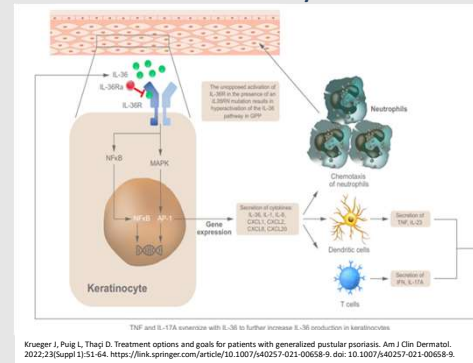 IL-36
IL-36Ra
IL-36R
The unopposed activation of
IL-36R in the presence of an
IL36RN mutation results in
hyperactivation of the IL-36
pathway in GPP
Neutrophils
NFκB
MAPK
Chemotaxis
of neutrophils
NFκB
AP-1
Gene
expression
Secretion of cytokines:
IL-36, IL-1, IL-8,
CXCL1, CXCL2,
CXCL8, CXCL20
Secretion of
TNF, IL-23
Dendritic cells
Keratinocyte
T cells
Secretion of
IFN, IL-17A
TNF and IL-17A synergize with IL-36 to further increase IL-36 production in keratinocytes
Krueger J, Puig L, Thaçi D. Treatment options and goals for patients with generalized pustular psoriasis. Am J Clin Dermatol.
2022;23(Suppl 1):51-64. https://link.springer.com/article/10.1007/s40257-021-00658-9. doi: 10.1007/s40257-021-00658-9.